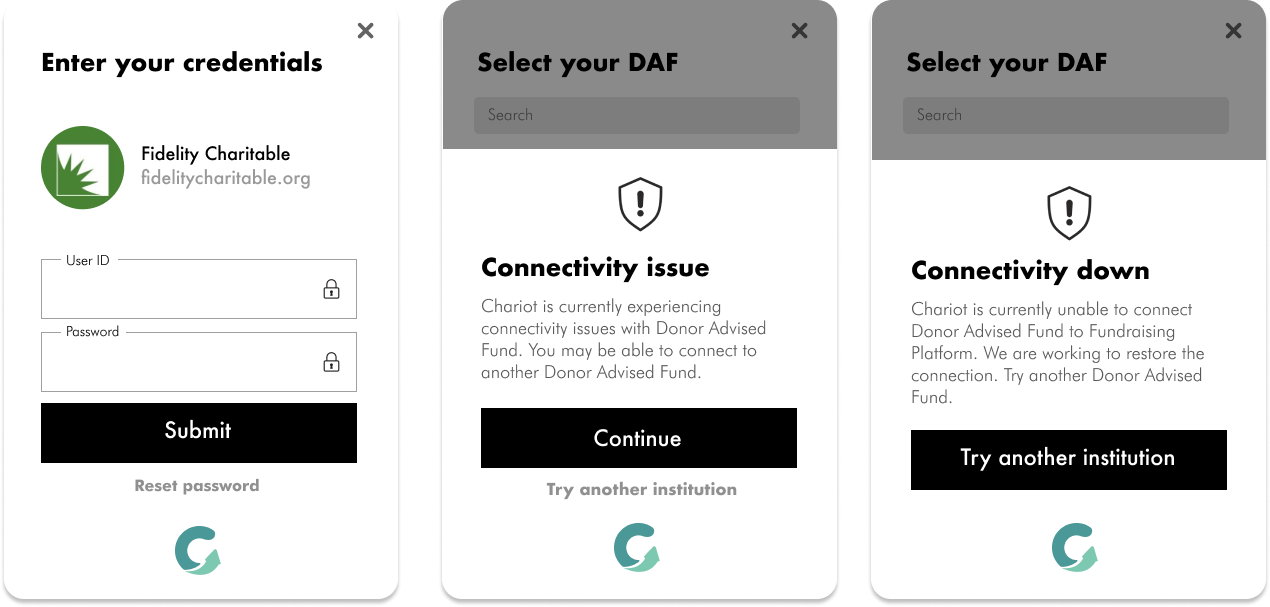 Enter your credentials
Fidelity Charitable
fidelitycharitable.org
User ID
Password
Submit
Reset password
Select your DAF
Search
Connectivity issue
Chariot is currently experiencing
connectivity issues with Donor Advised
Fund. You may be able to connect to
another Donor Advised Fund.
Continue
Try another institution
Select your DAF
Search
Connectivity down
Chariot is currently unable to connect
Donor Advised Fund to Fundraising
Platform. We are working to restore the
connection. Try another Donor Advised
Fund.
Try another institution